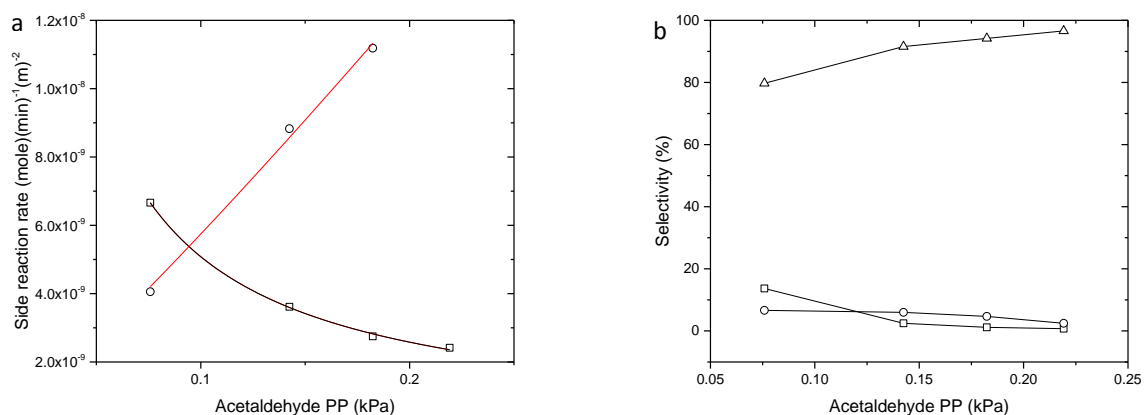 a
1.2x10⁻⁸
1.0x10⁻⁸
8.0x10⁻⁹
6.0x10⁻⁹
4.0x10⁻⁹
2.0x10⁻⁹
Side reaction rate (mole)(min)⁻¹(m)⁻²
0.1
0.2
Acetaldehyde PP (kPa)
b
100
80
60
40
20
0
Selectivity (%)
0.05
0.10
0.15
0.20
0.25
Acetaldehyde PP (kPa)